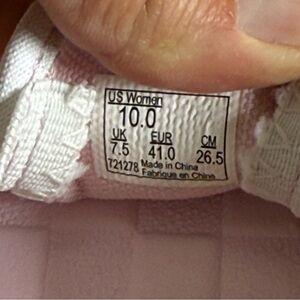 US Woman
10.0
UK EUR CM
7.5 41.0 26.5
721278 Made in China
Fabriqué en Chine